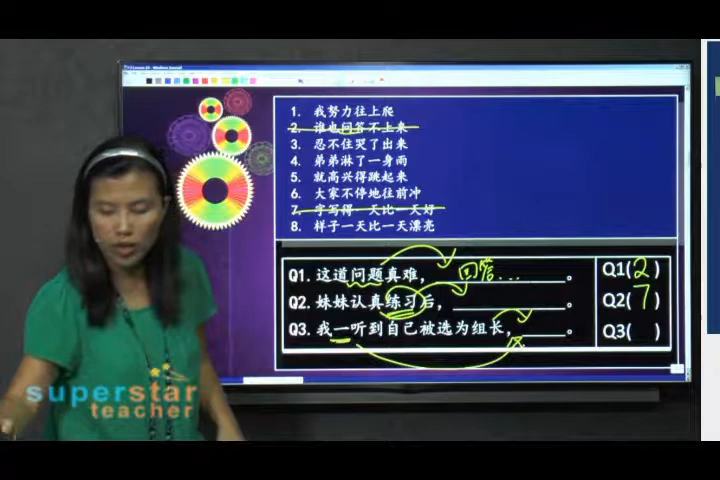 1. 我努力往上爬
2. 谁也回答不上来
3. 忍不住哭了出来
4. 弟弟淋了一身雨
5. 就高兴得跳起来
6. 大家不停地往前冲
7. 字写得一天比一天好
8. 样子一天比一天漂亮
Q1. 这道问题真难，回答...______。 Q1(2)
Q2. 妹妹认真练习后，______。 Q2(7)
Q3. 我一听到自己被选为组长，______。 Q3( )
superstar
teacher